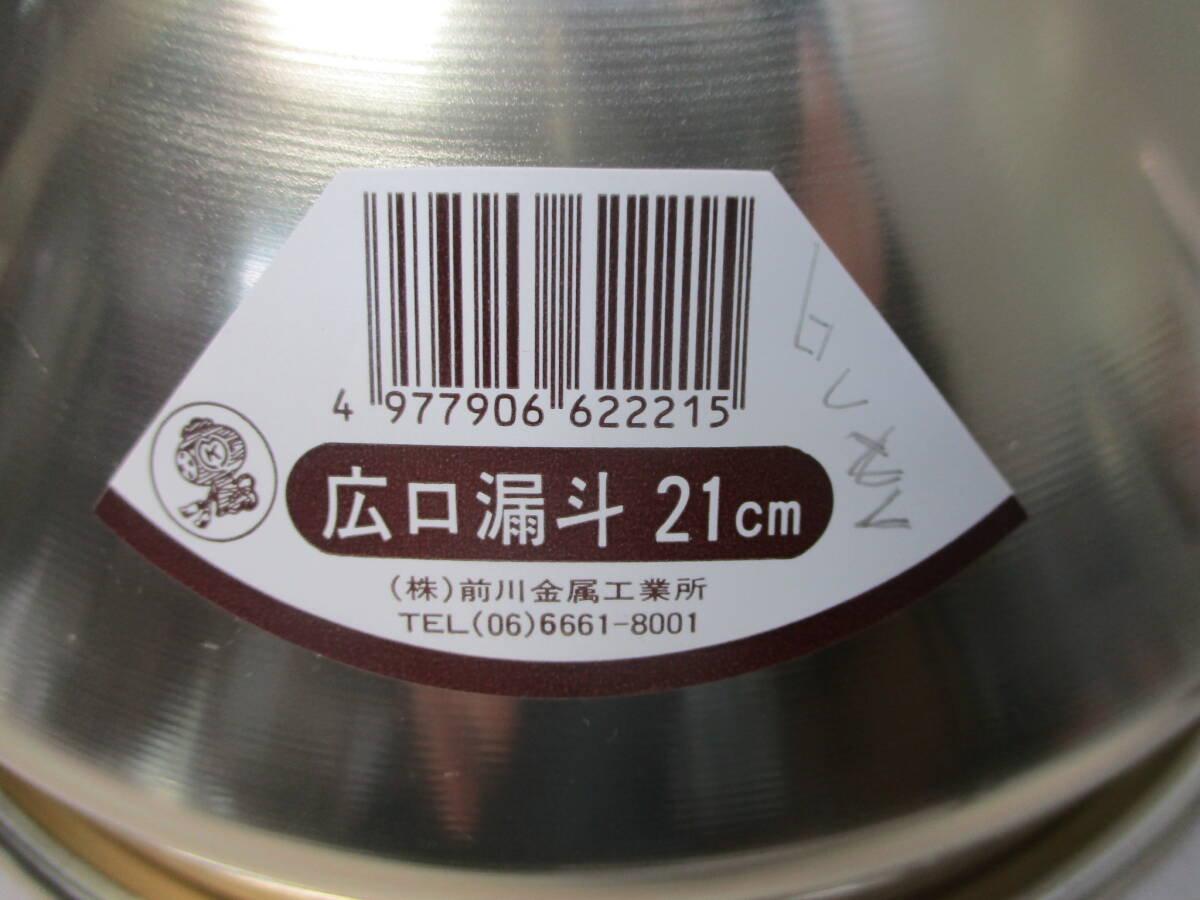 4 977906 622215
広口漏斗 21cm
(株)前川金属工業所
TEL(06)6661-8001